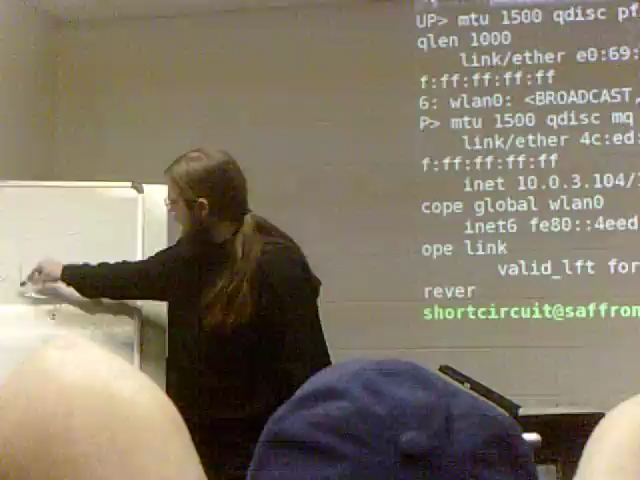 UP> mtu 1500 qdisc pf
qlen 1000
link/ether e0:69:
f:ff:ff:ff:ff
6: wlan0: <BROADCAST,
P> mtu 1500 qdisc mq
link/ether 4c:ed:
f:ff:ff:ff:ff
inet 10.0.3.104/
cope global wlan0
inet6 fe80::4eed
ope link
valid_lft for
rever
shortcircuit@saffron